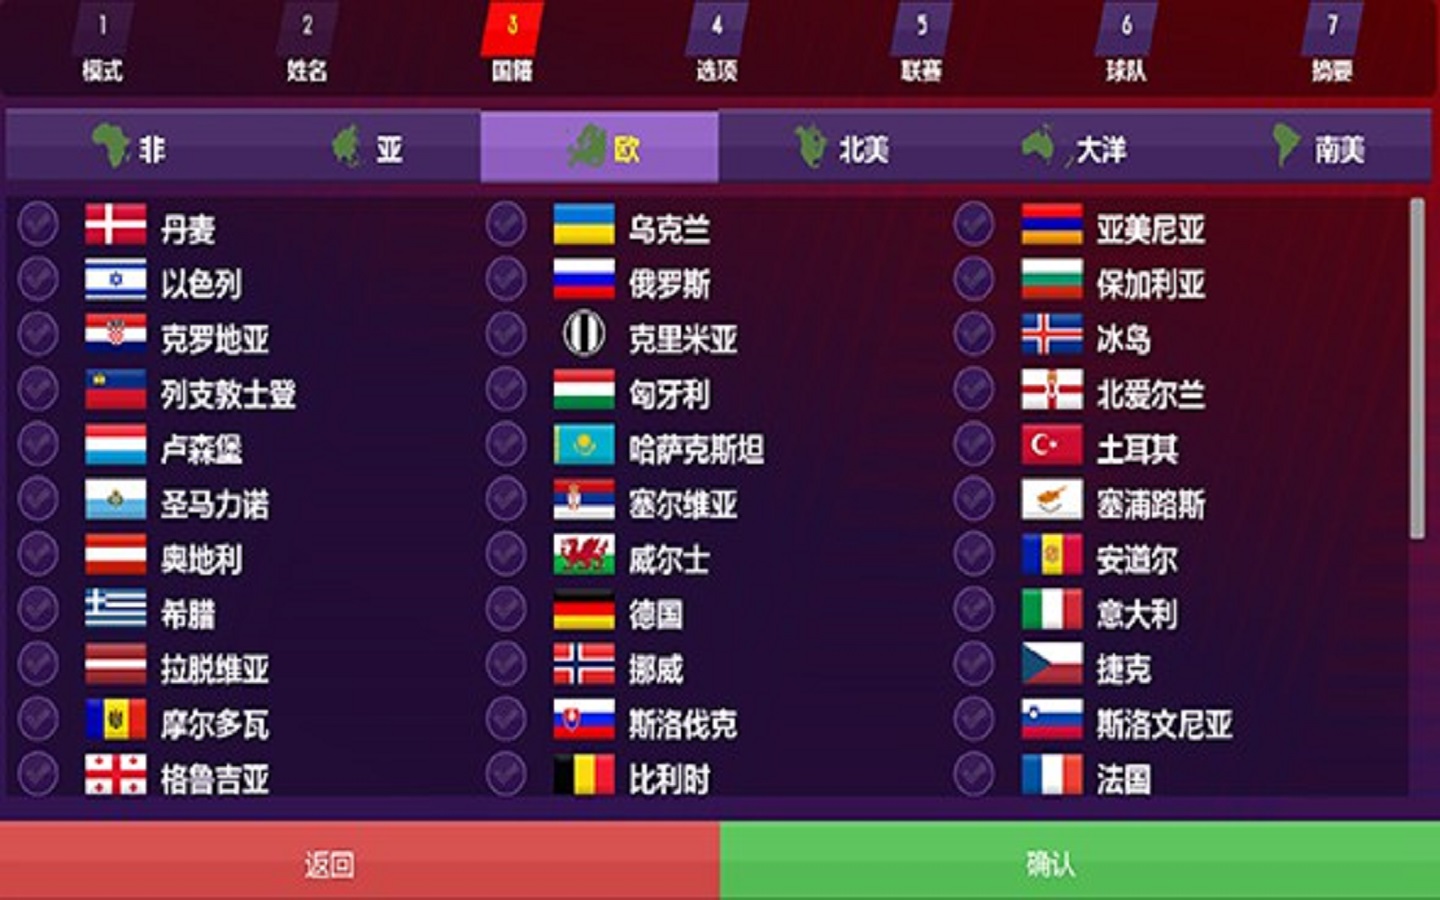 1 2 3 4 5 6 7
模式 姓名 国籍 选项 联赛 球队 摘要
非 亚 欧 北美 大洋 南美
丹麦 乌克兰 亚美尼亚
以色列 俄罗斯 保加利亚
克罗地亚 克里米亚 冰岛
列支敦士登 匈牙利 北爱尔兰
卢森堡 哈萨克斯坦 土耳其
圣马力诺 塞尔维亚 塞浦路斯
奥地利 威尔士 安道尔
希腊 德国 意大利
拉脱维亚 挪威 捷克
摩尔多瓦 斯洛伐克 斯洛文尼亚
格鲁吉亚 比利时 法国
返回 确认